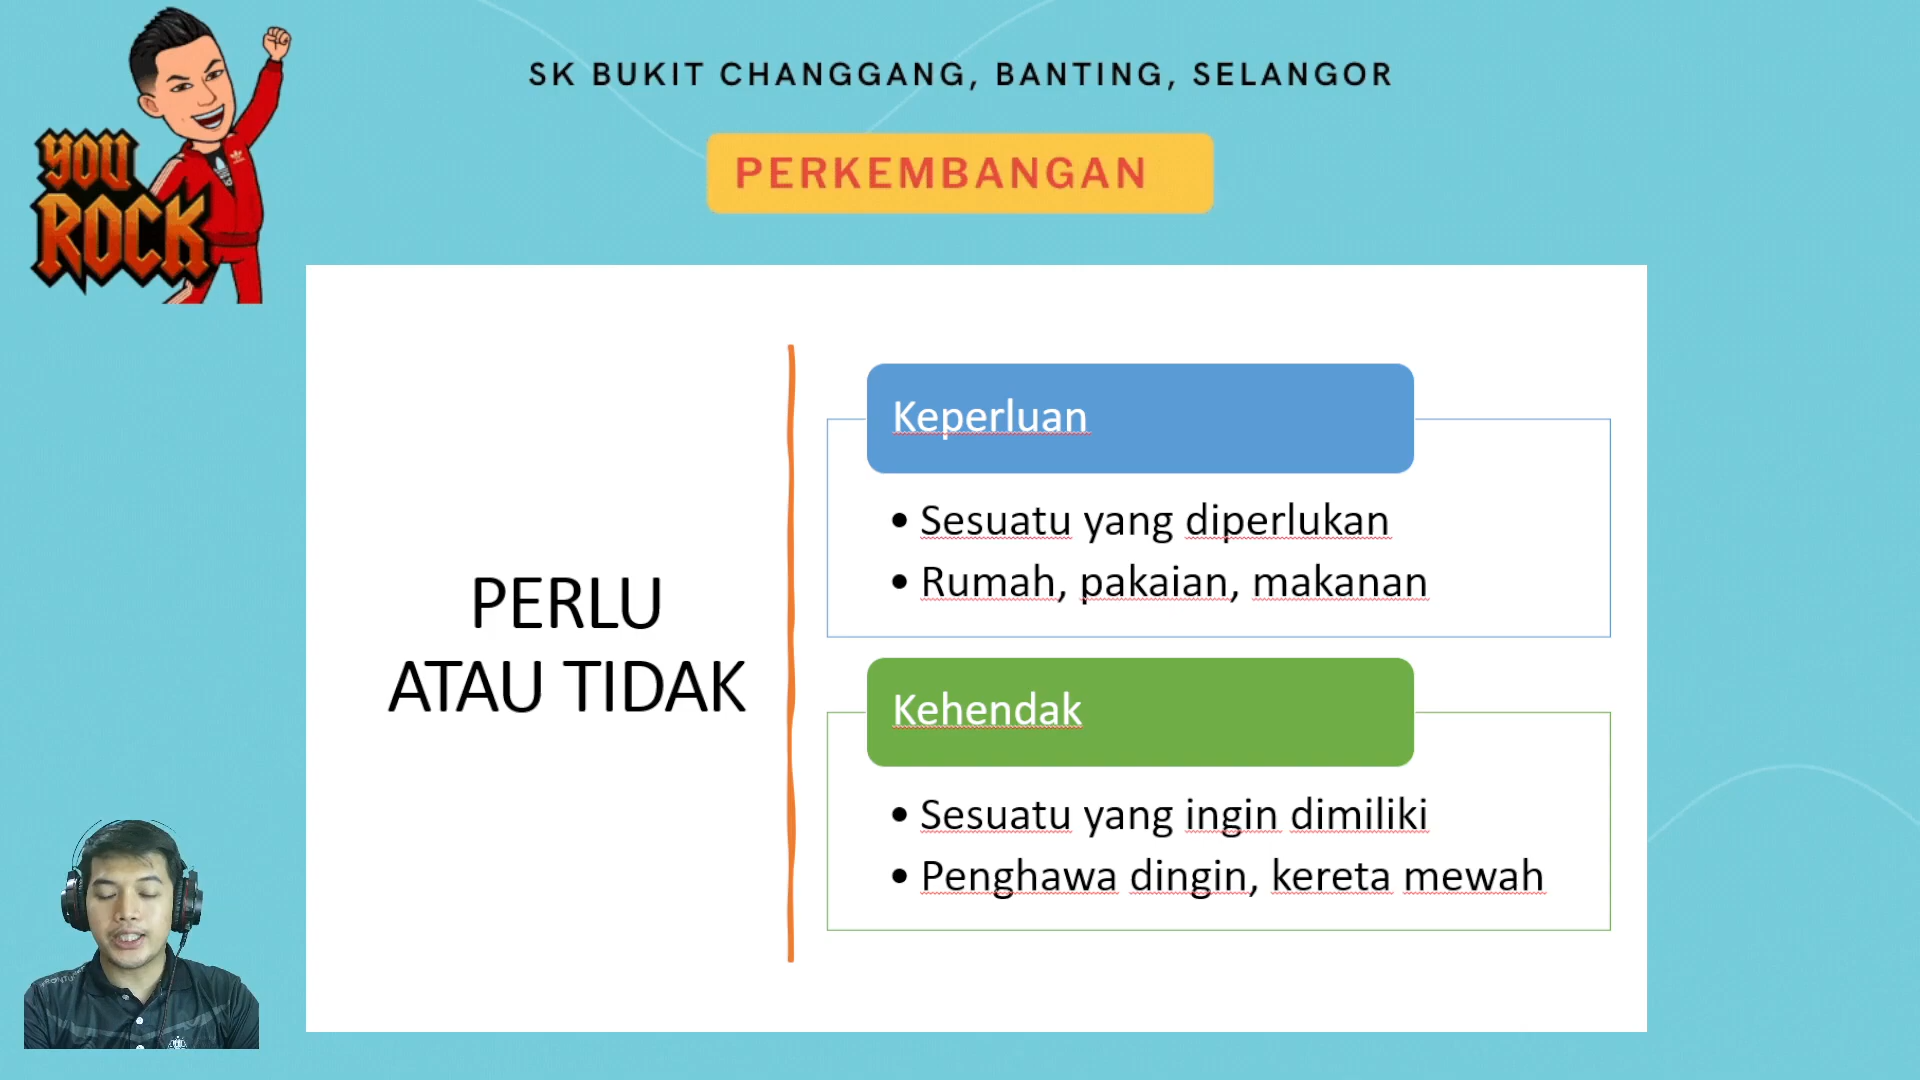 SK BUKIT CHANGGANG, BANTING, SELANGOR
YOU
ROCK
PERKEMBANGAN
PERLU
ATAU TIDAK
Keperluan
• Sesuatu yang diperlukan
• Rumah, pakaian, makanan
Kehendak
• Sesuatu yang ingin dimiliki
• Penghawa dingin, kereta mewah